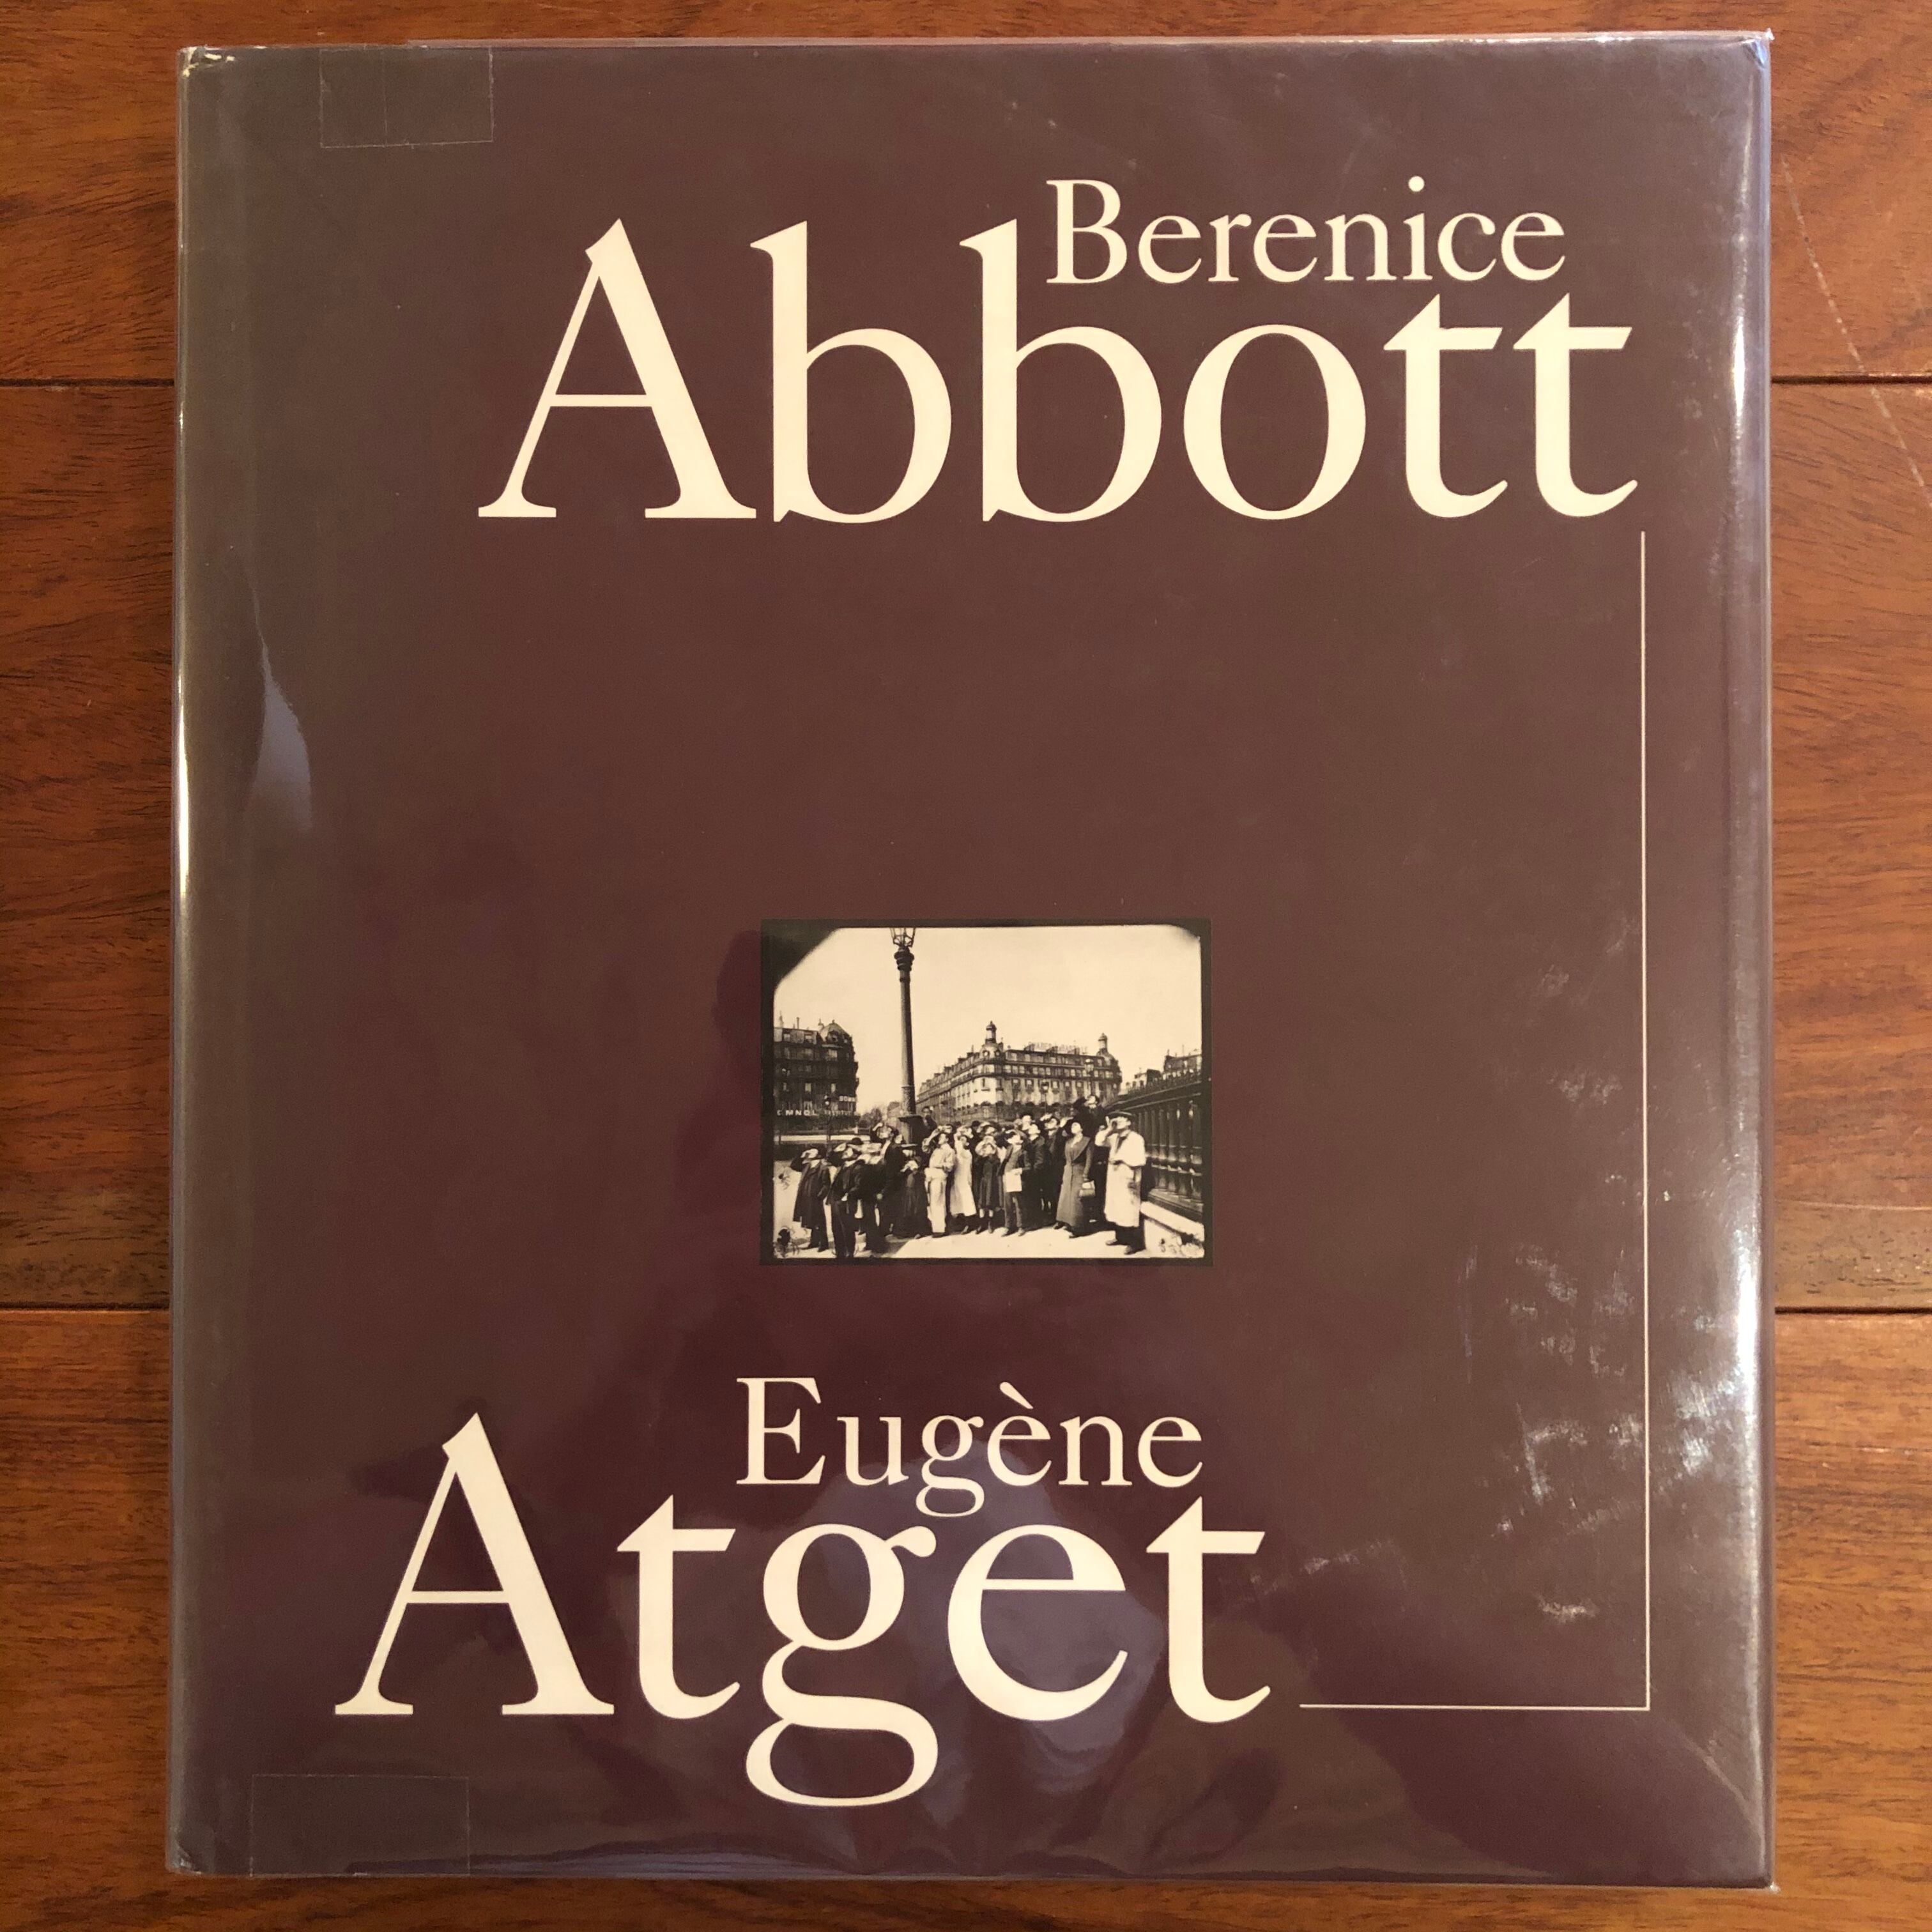 Berenice
Abbott
Eugène
Atget